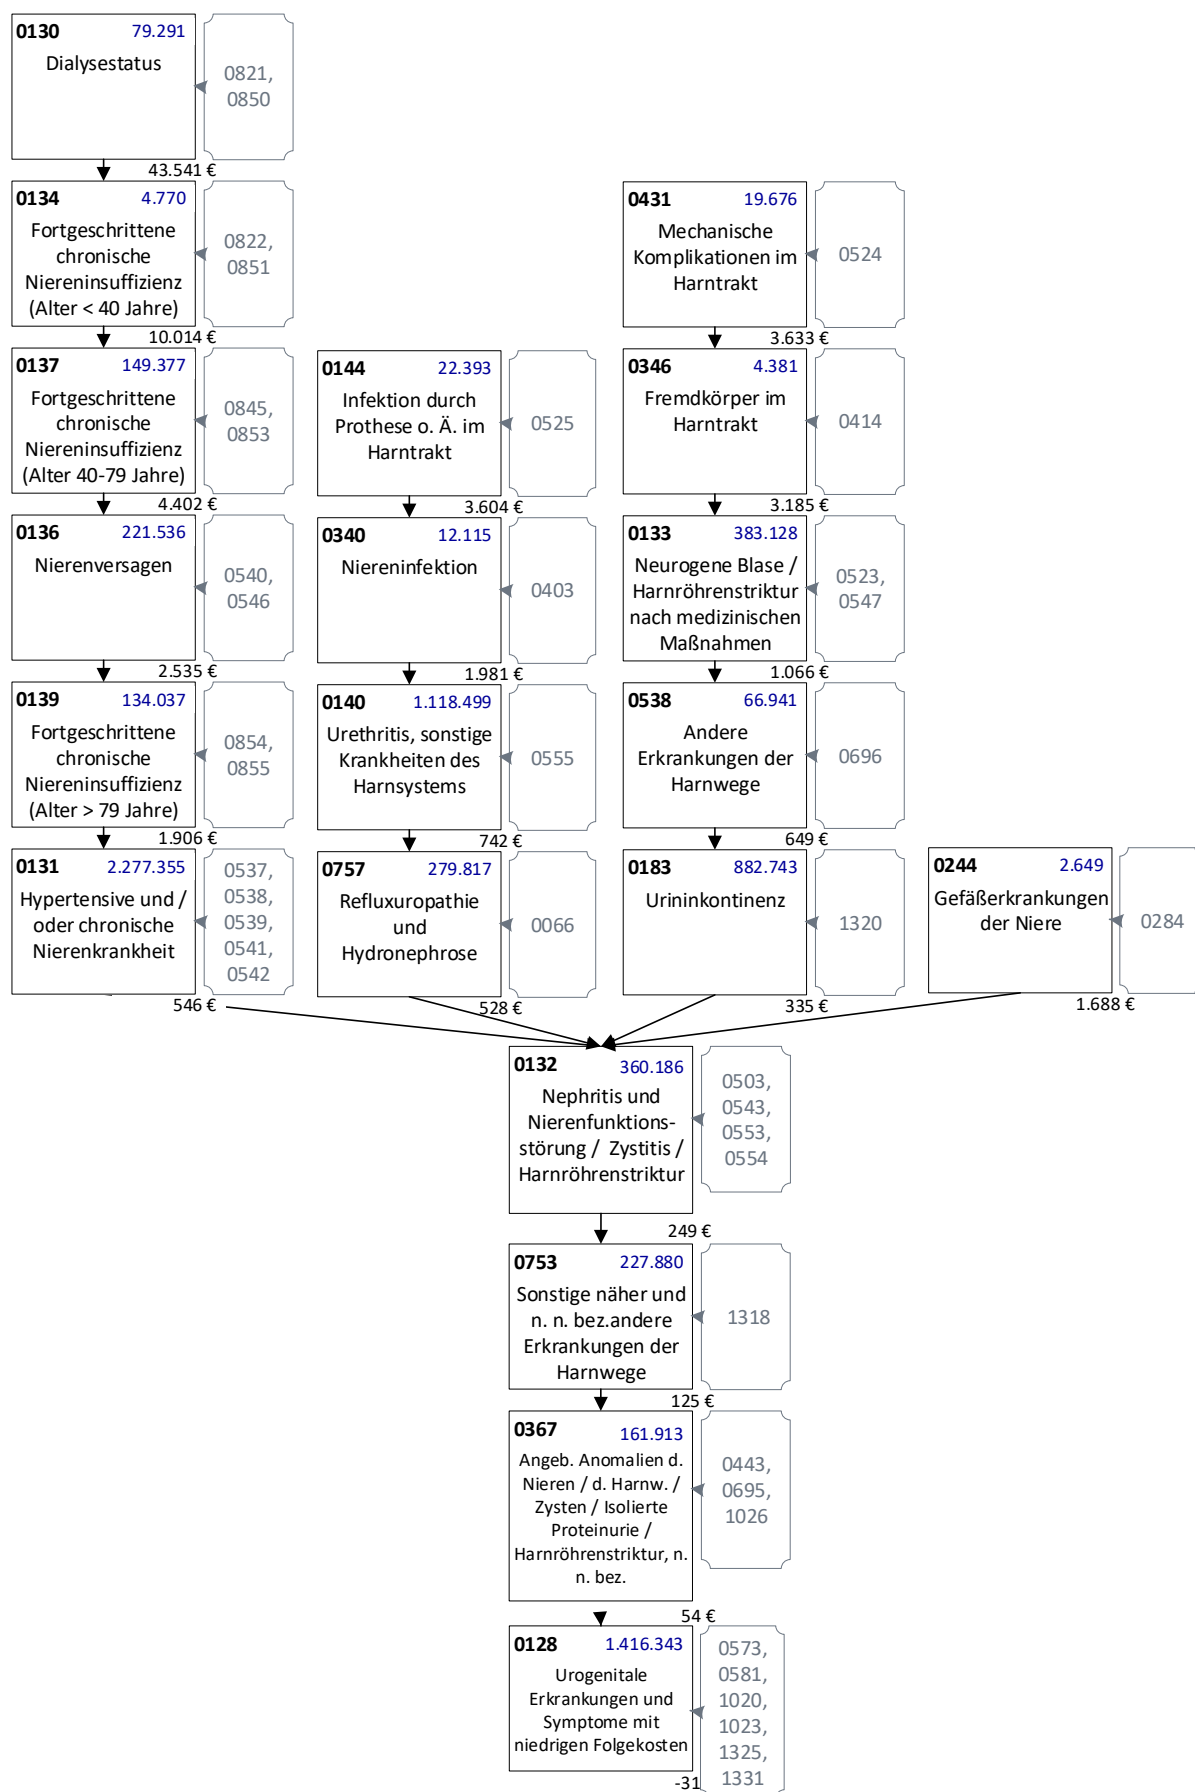 0130 79.291
Dialysestatus
0821,
0850
43.541 €
0134 4.770
Fortgeschrittene
chronische
Niereninsuffizienz
(Alter < 40 Jahre)
0822,
0851
10.014 €
0137 149.377
Fortgeschrittene
chronische
Niereninsuffizienz
(Alter 40-79 Jahre)
0845,
0853
4.402 €
0136 221.536
Nierenversagen
0540,
0546
2.535 €
0139 134.037
Fortgeschrittene
chronische
Niereninsuffizienz
(Alter > 79 Jahre)
0854,
0855
1.906 €
0131 2.277.355
Hypertensive und /
oder chronische
Nierenkrankheit
0537,
0538,
0539,
0541,
0542
546 €
0144 22.393
Infektion durch
Prothese o. Ä. im
Harntrakt
0525
3.604 €
0340 12.115
Niereninfektion
0403
1.981 €
0140 1.118.499
Urethritis, sonstige
Krankheiten des
Harnsystems
0555
742 €
0757 279.817
Refluxuropathie
und
Hydronephrose
0066
528 €
0431 19.676
Mechanische
Komplikationen im
Harntrakt
0524
3.633 €
0346 4.381
Fremdkörper im
Harntrakt
0414
3.185 €
0133 383.128
Neurogene Blase /
Harnröhrenstriktur
nach medizinischen
Maßnahmen
0523,
0547
1.066 €
0538 66.941
Andere
Erkrankungen der
Harnwege
0696
649 €
0183 882.743
Urininkontinenz
1320
335 €
0244 2.649
Gefäßerkrankungen
der Niere
0284
1.688 €
0132 360.186
Nephritis und
Nierenfunktions-
störung / Zystitis /
Harnröhrenstriktur
0503,
0543,
0553,
0554
249 €
0753 227.880
Sonstige näher und
n. n. bez.andere
Erkrankungen der
Harnwege
1318
125 €
0367 161.913
Angeb. Anomalien d.
Nieren / d. Harnw. /
Zysten / Isolierte
Proteinurie /
Harnröhrenstriktur, n.
n. bez.
0443,
0695,
1026
54 €
0128 1.416.343
Urogenitale
Erkrankungen und
Symptome mit
niedrigen Folgekosten
0573,
0581,
1020,
1023,
1325,
1331
-31